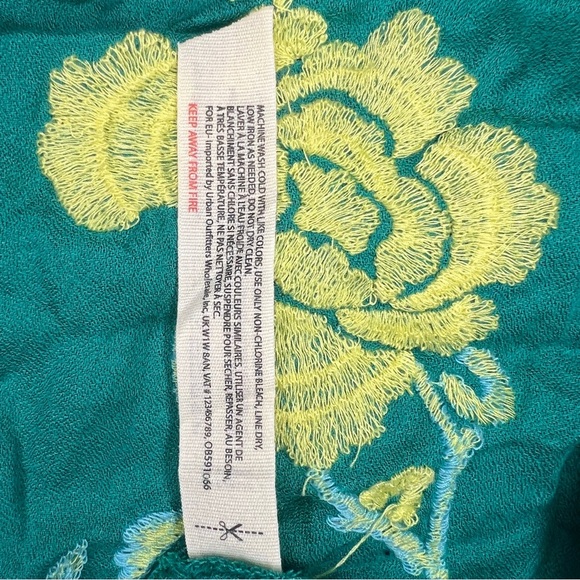 MACHINE WASH COLD WITH LIKE COLORS, USE ONLY NON-CHLORINE BLEACH, LINE DRY,
LOW IRON AS NEEDED, DO NOT DRY CLEAN.
LAVER À LA MACHINE À L'EAU FROIDE AVEC COULEURS SIMILAIRES, UTILISER UN AGENT DE
BLANCHIMENT SANS CHLORE SI NÉCESSAIRE, SUSPENDRE POUR SÉCHER, REPASSER, AU BESOIN,
À TRÈS BASSE TEMPÉRATURE, NE PAS NETTOYER À SEC.
FOR EU- Imported by Urban Outfitters Wholesale, Inc, UK W1W 8AN, VAT# 123456789, OB591066
KEEP AWAY FROM FIRE